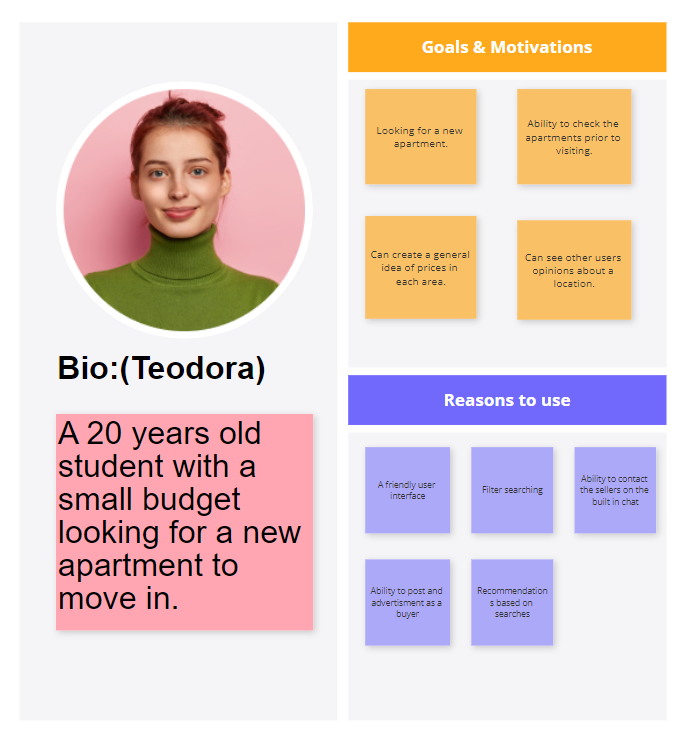 Bio:(Teodora)
A 20 years old
student with a
small budget
looking for a new
apartment to
move in.
Goals & Motivations
Looking for a new
apartment.
Ability to check the
apartments prior to
visiting.
Can create a general
idea of prices in
each area.
Can see other users
opinions about a
location.
Reasons to use
A friendly user
interface
Filter searching
Ability to contact
the sellers on the
built in chat
Ability to post and
advertisment as a
buyer
Recommendation
s based on
searches